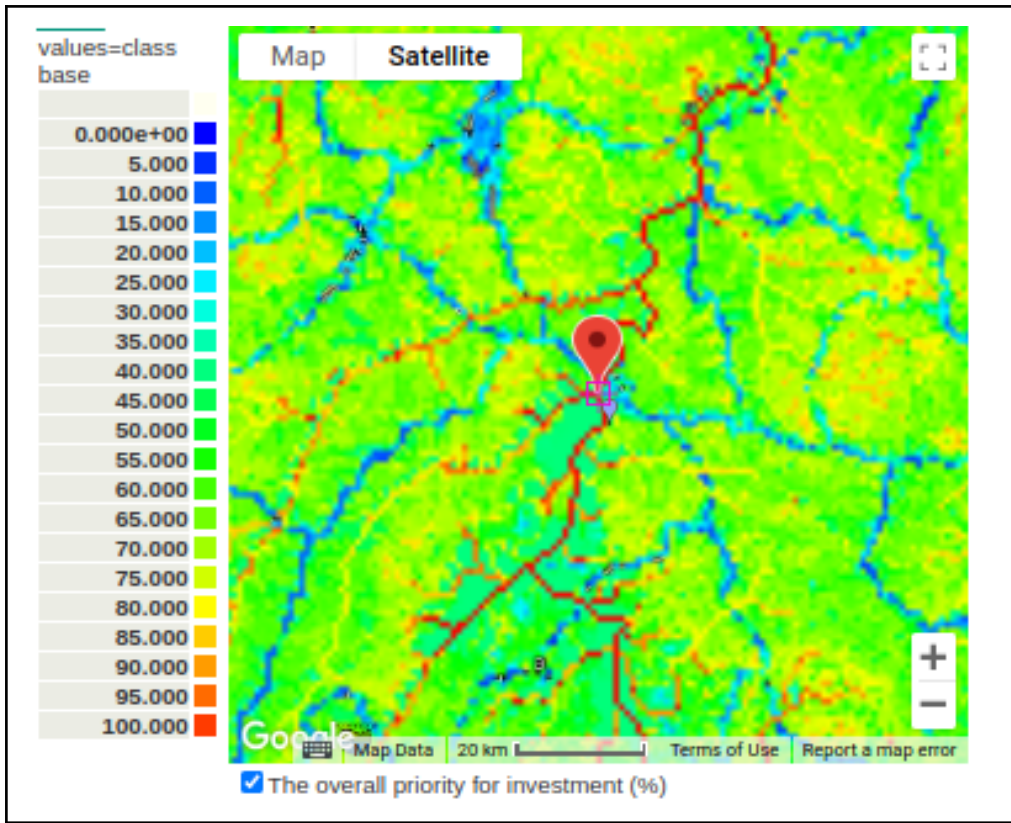 values=class
base
0.000e+00
5.000
10.000
15.000
20.000
25.000
30.000
35.000
40.000
45.000
50.000
55.000
60.000
65.000
70.000
75.000
80.000
85.000
90.000
95.000
100.000
Map Satellite
Google
Map Data 20 km Terms of Use Report a map error
The overall priority for investment (%)